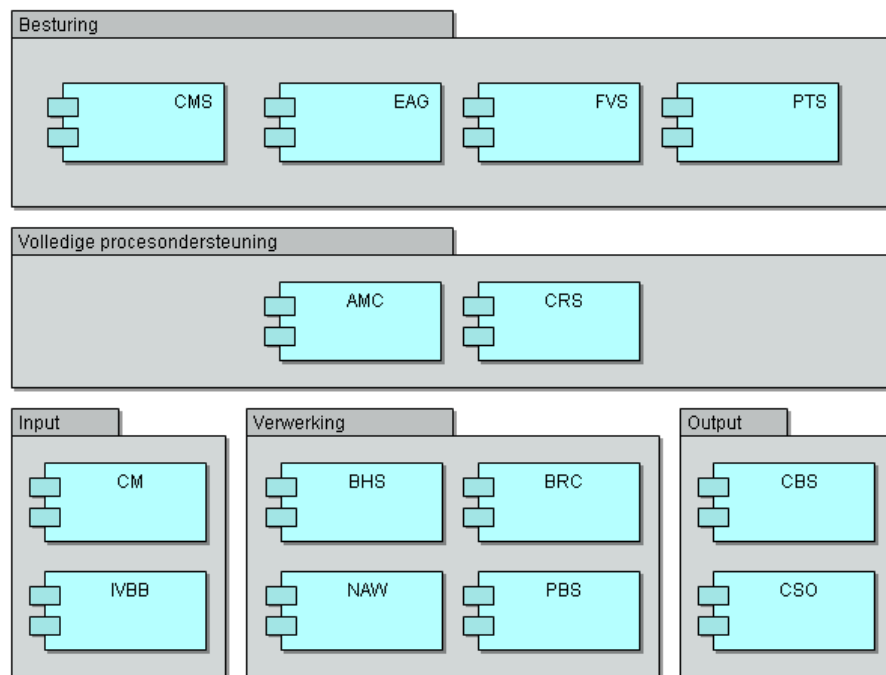 Besturing
CMS
EAG
FVS
PTS
Volledige procesondersteuning
AMC
CRS
Input
CM
IVBB
Verwerking
BHS
BRC
NAW
PBS
Output
CBS
CSO